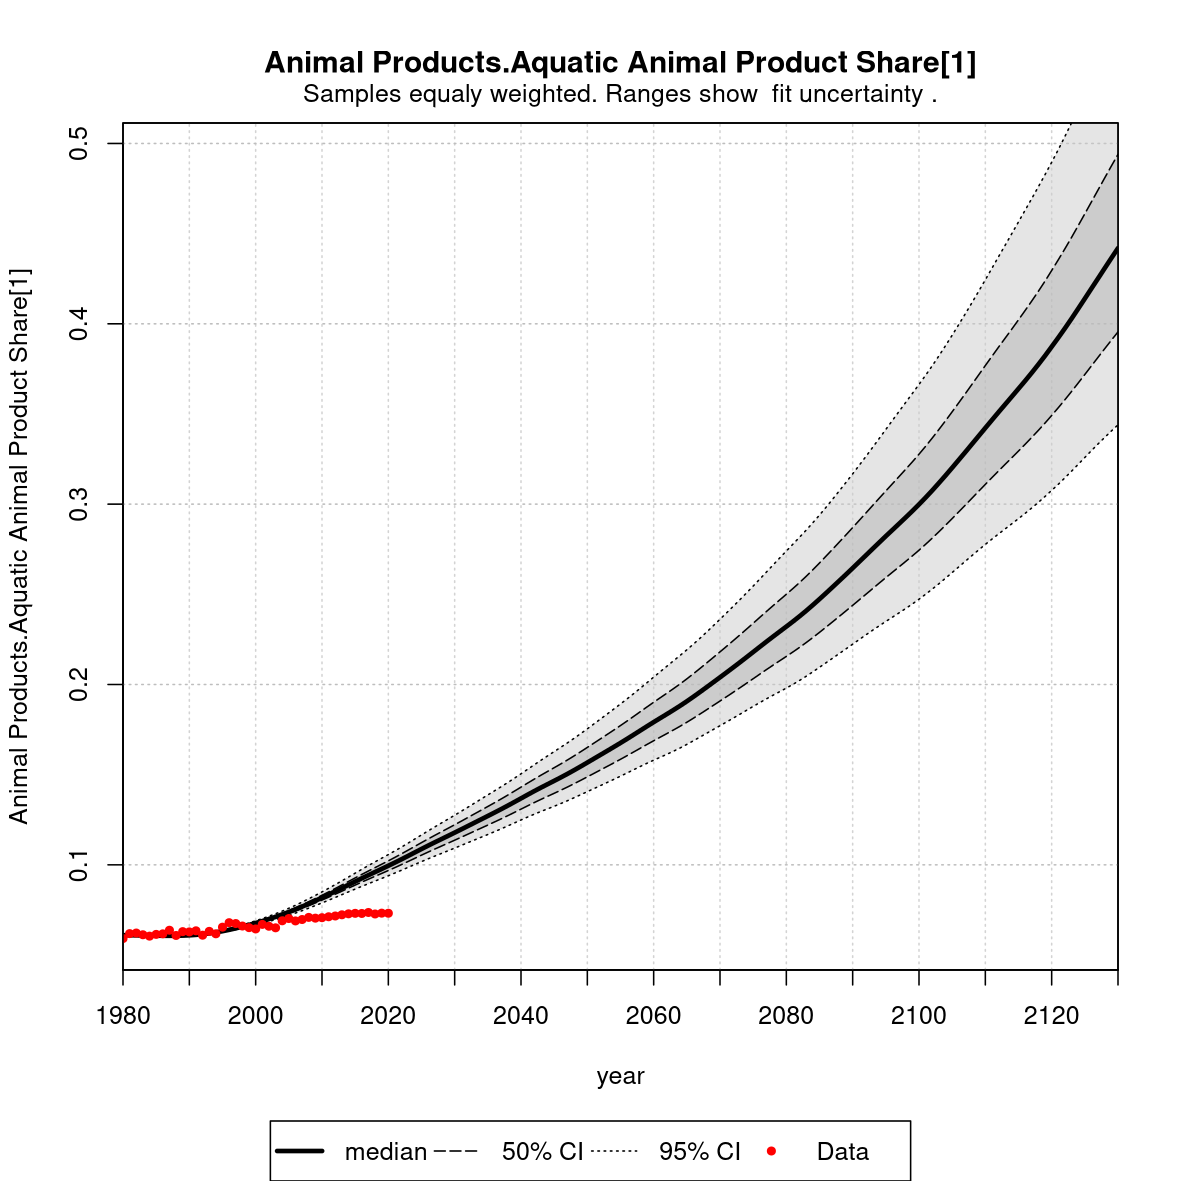 Animal Products.Aquatic Animal Product Share[1]
Samples equaly weighted. Ranges show  fit uncertainty .
Animal Products.Aquatic Animal Product Share[1]
0.5
0.4
0.3
0.2
0.1
1980 2000 2020 2040 2060 2080 2100 2120
year
median 50% CI 95% CI Data